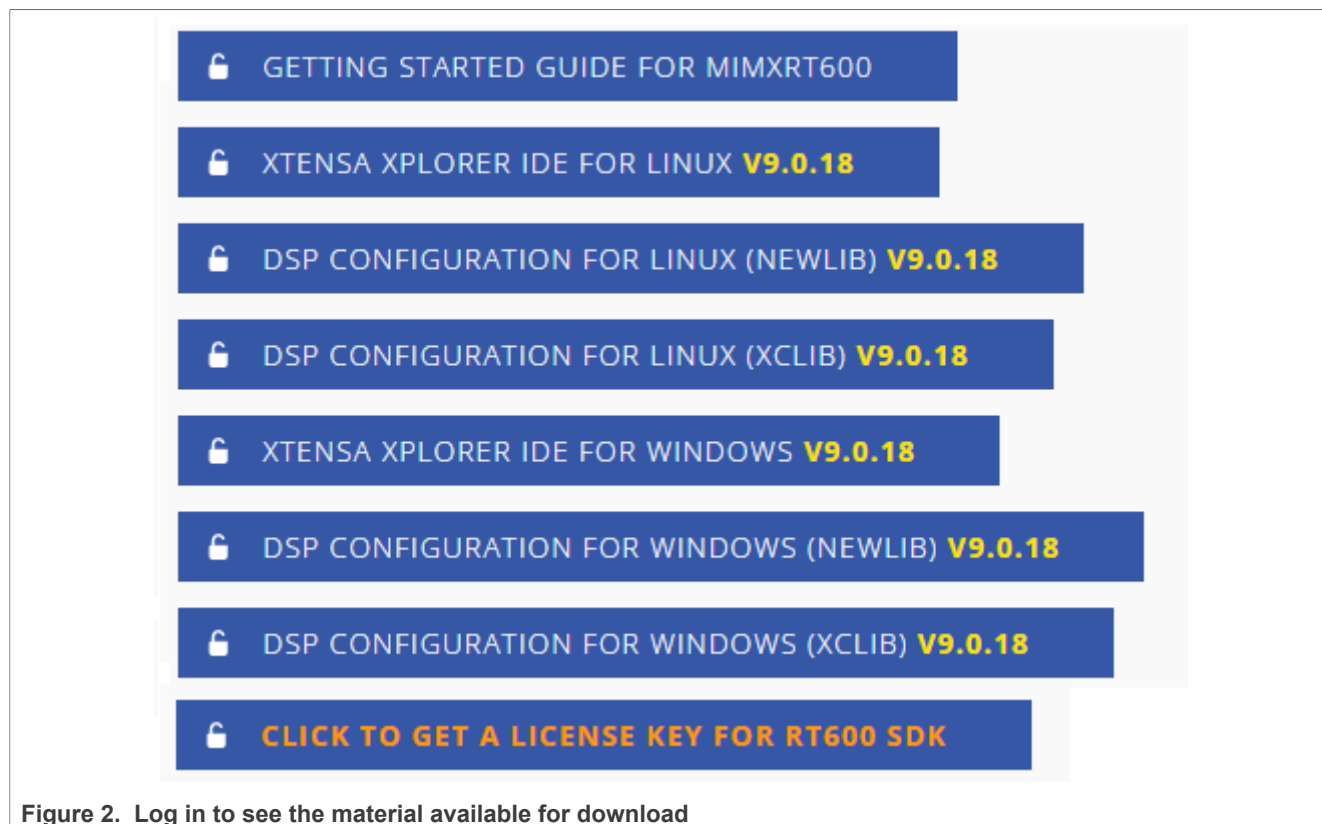 GETTING STARTED GUIDE FOR MIMXRT600
XTENSA XPLORER IDE FOR LINUX V9.0.18
DSP CONFIGURATION FOR LINUX (NEWLIB) V9.0.18
DSP CONFIGURATION FOR LINUX (XCLIB) V9.0.18
XTENSA XPLORER IDE FOR WINDOWS V9.0.18
DSP CONFIGURATION FOR WINDOWS (NEWLIB) V9.0.18
DSP CONFIGURATION FOR WINDOWS (XCLIB) V9.0.18
CLICK TO GET A LICENSE KEY FOR RT600 SDK
Figure 2. Log in to see the material available for download